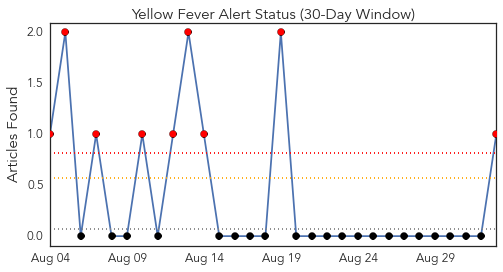 Yellow Fever Alert Status (30-Day Window)
Articles Found
2.0
1.5
1.0
0.5
0.0
Aug 04
Aug 09
Aug 14
Aug 19
Aug 24
Aug 29